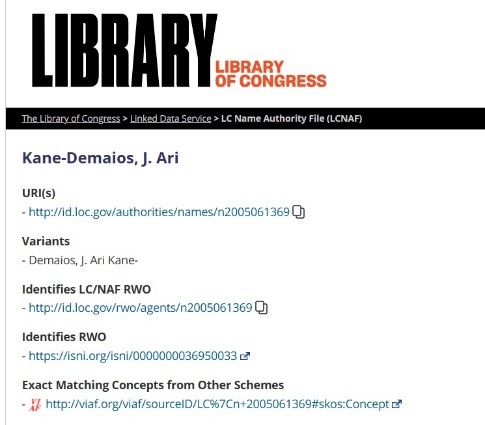 LIBRARY
LIBRARY
OF CONGRESS
The Library of Congress > Linked Data Service > LC Name Authority File (LCNAF)
Kane-Demaios, J. Ari
URI(s)
- http://id.loc.gov/authorities/names/n2005061369
Variants
- Demaios, J. Ari Kane-
Identifies LC/NAF RWO
- http://id.loc.gov/rwo/agents/n2005061369
Identifies RWO
- https://isni.org/isni/0000000036950033
Exact Matching Concepts from Other Schemes
- VIAF http://viaf.org/viaf/sourceID/LC%7Cn+2005061369#skos:Concept